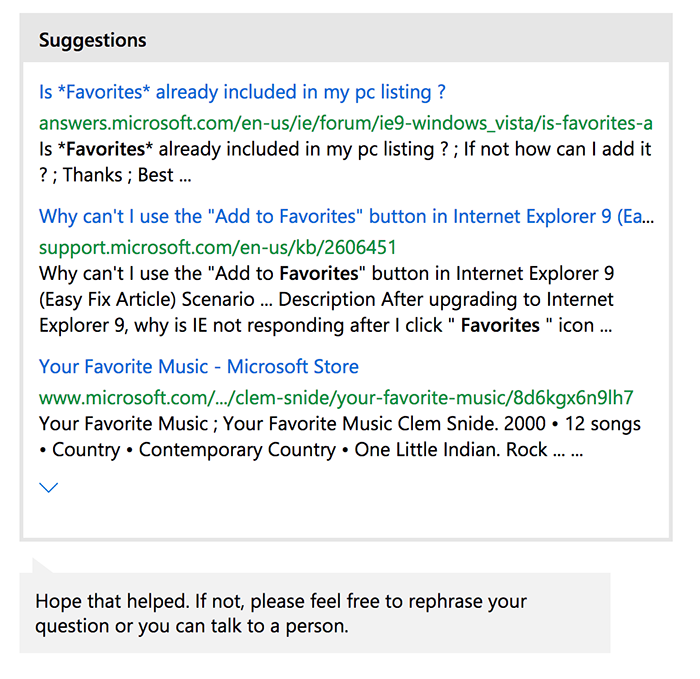 Suggestions
Is *Favorites* already included in my pc listing ?
answers.microsoft.com/en-us/ie/forum/ie9-windows_vista/is-favorites-a
Is *Favorites* already included in my pc listing ? ; If not how can I add it
? ; Thanks ; Best ...
Why can't I use the "Add to Favorites" button in Internet Explorer 9 (Ea...
support.microsoft.com/en-us/kb/2606451
Why can't I use the "Add to Favorites" button in Internet Explorer 9
(Easy Fix Article) Scenario ... Description After upgrading to Internet
Explorer 9, why is IE not responding after I click " Favorites " icon ...
Your Favorite Music - Microsoft Store
www.microsoft.com/.../clem-snide/your-favorite-music/8d6kgx6n9lh7
Your Favorite Music ; Your Favorite Music Clem Snide. 2000 • 12 songs
• Country • Contemporary Country • One Little Indian. Rock ... ...
Hope that helped. If not, please feel free to rephrase your
question or you can talk to a person.